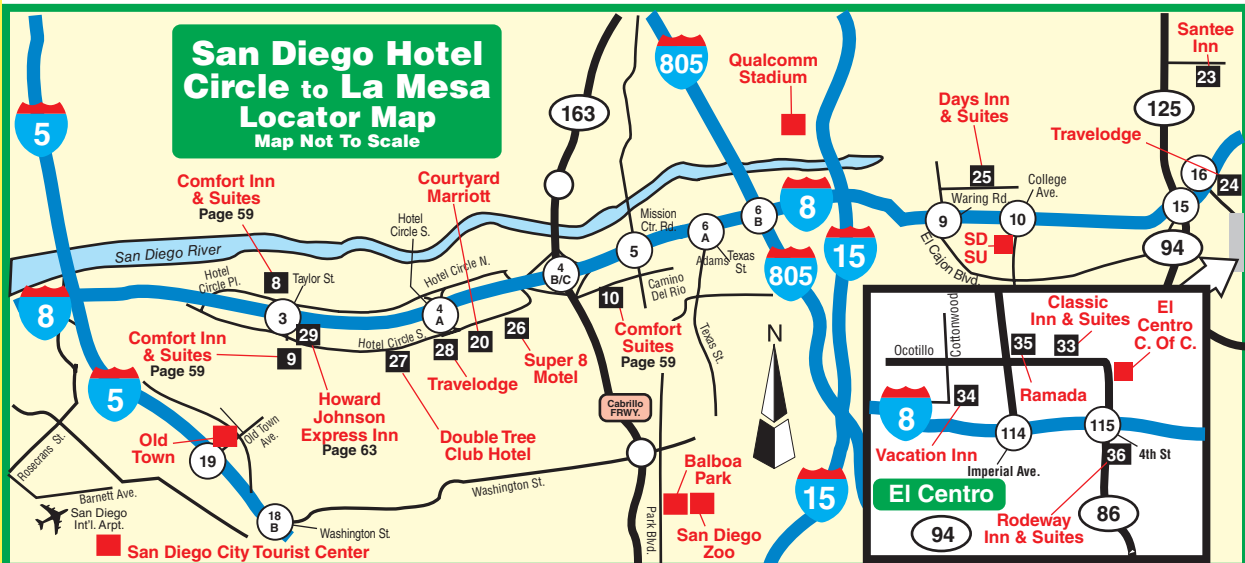 San Diego Hotel
Circle to La Mesa
Locator Map
Map Not To Scale
5
163
805
Qualcomm
Stadium
Santee
Inn
23
125
Days Inn
& Suites
25
Travelodge
16
24
Comfort Inn
& Suites
Page 59
8
Courtyard
Marriott
Hotel
Circle S.
San Diego River
Hotel
Circle Pl.
Taylor St.
Hotel Circle N.
Mission
Ctr. Rd.
5
6
A
6
B
8
Adams
Texas
St.
805
15
9
Waring Rd.
College
Ave.
10
SD
SU
El Cajon Blvd.
15
94
8
3
29
4
A
4
B/C
Camino
Del Rio
10
Comfort
Suites
Page 59
Comfort Inn
& Suites
Page 59
9
Hotel Circle S.
27
28
20
26
Super 8
Motel
Travelodge
Howard
Johnson
Express Inn
Page 63
Double Tree
Club Hotel
Texas St.
N
5
Old
Town
Old Town
Ave.
19
Rosecrans St.
Barnett Ave.
San Diego
Int'l. Arpt.
18
B
Washington St.
Washington St.
San Diego City Tourist Center
Cabrillo
FRWY.
Park Blvd.
Balboa
Park
San Diego
Zoo
15
Cottonwood
Ocotillo
Classic
Inn & Suites
33
35
Ramada
El
Centro
C. Of C.
8
34
Vacation Inn
114
Imperial Ave.
115
4th St
36
El Centro
94
Rodeway
Inn & Suites
86